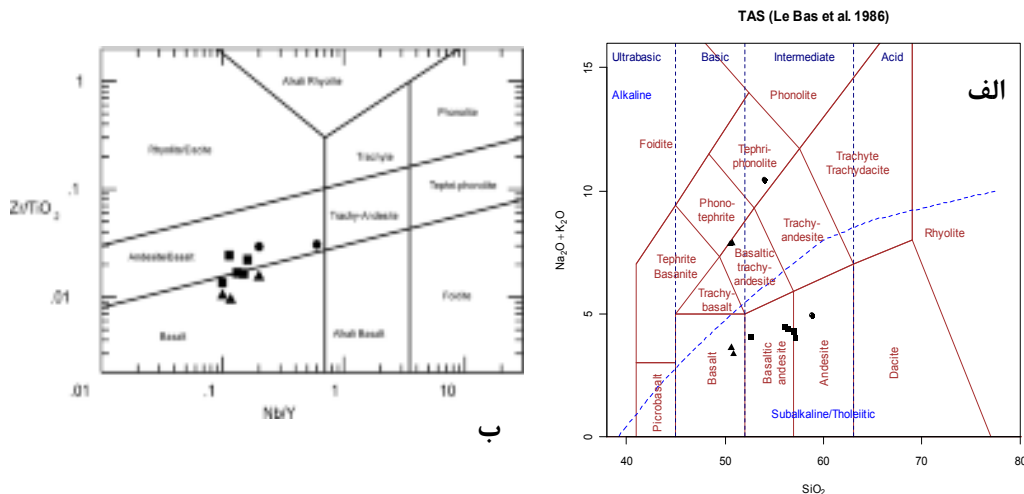 TAS (Le Bas et al. 1986)
الف
Ultrabasic
Basic
Intermediate
Acid
Alkaline
Phonolite
Foidite
Tephri-
phonolite
Trachyte
Trachydacite
Phono-
tephrite
Trachy-
andesite
Rhyolite
Tephrite
Basanite
Basaltic
trachy-
andesite
Trachy-
basalt
Picrobasalt
Basalt
Basaltic
andesite
Andesite
Dacite
Subalkaline/Tholeiitic
Na2O + K2O
0
5
10
15
40
50
60
70
80
SiO2
Alkali Rhyolite
Phonolite
Rhyolite/Dacite
Trachyte
Tephri-phonolite
Trachy-Andesite
Andesite/Basalt
Foidite
Basalt
Alkali Basalt
Zr/TiO2
1
.1
.01
.01
.1
1
10
Nb/Y
ب